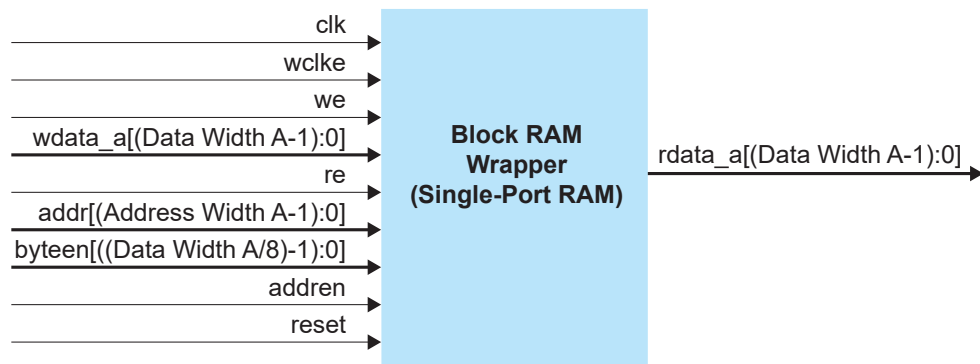 clk
wclke
we
wdata_a[(Data Width A-1):0]
re
addr[(Address Width A-1):0]
byteen[((Data Width A/8)-1):0]
addren
reset
Block RAM
Wrapper
(Single-Port RAM)
rdata_a[(Data Width A-1):0]